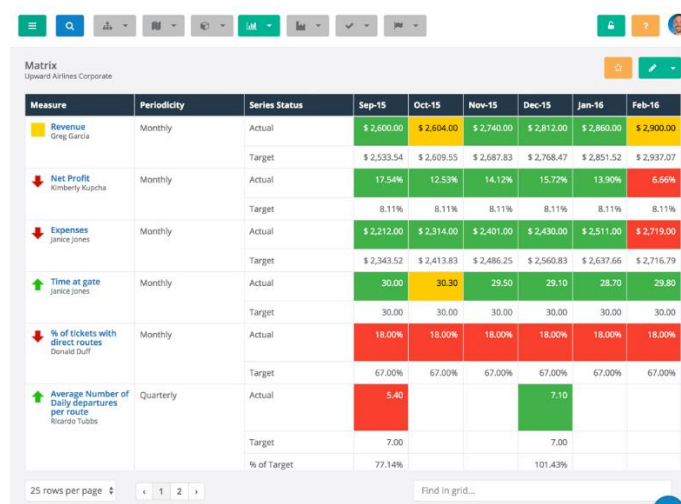 ?
Matrix
Upward Airlines Corporate
Measure Periodicity Series Status Sep-15 Oct-15 Nov-15 Dec-15 Jan-16 Feb-16
Revenue Monthly Actual $ 2,600.00 $ 2,604.00 $ 2,740.00 $ 2,812.00 $ 2,860.00 $ 2,900.00
Greg Garcia
Target $ 2,533.54 $ 2,609.55 $ 2,687.83 $ 2,768.47 $ 2,851.52 $ 2,937.07
Net Profit Monthly Actual 17.54% 12.53% 14.12% 15.72% 13.90% 6.66%
Kimberly Kupcha
Target 8.11% 8.11% 8.11% 8.11% 8.11% 8.11%
Expenses Monthly Actual $ 2,212.00 $ 2,314.00 $ 2,401.00 $ 2,430.00 $ 2,511.00 $ 2,719.00
Janice Jones
Target $ 2,343.52 $ 2,413.83 $ 2,486.25 $ 2,560.83 $ 2,637.66 $ 2,716.79
Time at gate Monthly Actual 30.00 30.30 29.50 29.10 28.70 29.80
Janice Jones
Target 30.00 30.00 30.00 30.00 30.00 30.00
% of tickets with Monthly Actual 18.00% 18.00% 18.00% 18.00% 18.00% 18.00%
direct routes
Donald Duff
Target 67.00% 67.00% 67.00% 67.00% 67.00% 67.00%
Average Number of Quarterly Actual 5.40 7.10
Daily departures
per route
Ricardo Tubbs
Target 7.00 7.00
% of Target 77.14% 101.43%
25 rows per page ‹ 1 2 › Find in grid...